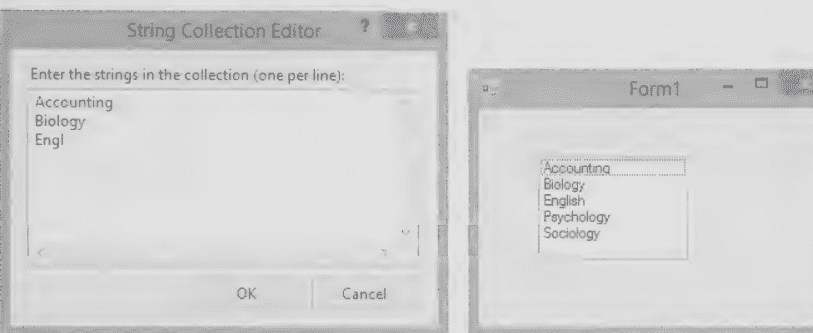 String Collection Editor ?
Enter the strings in the collection (one per line):
Accounting
Biology
Engl
OK Cancel
Form1
Accounting
Biology
English
Psychology
Sociology